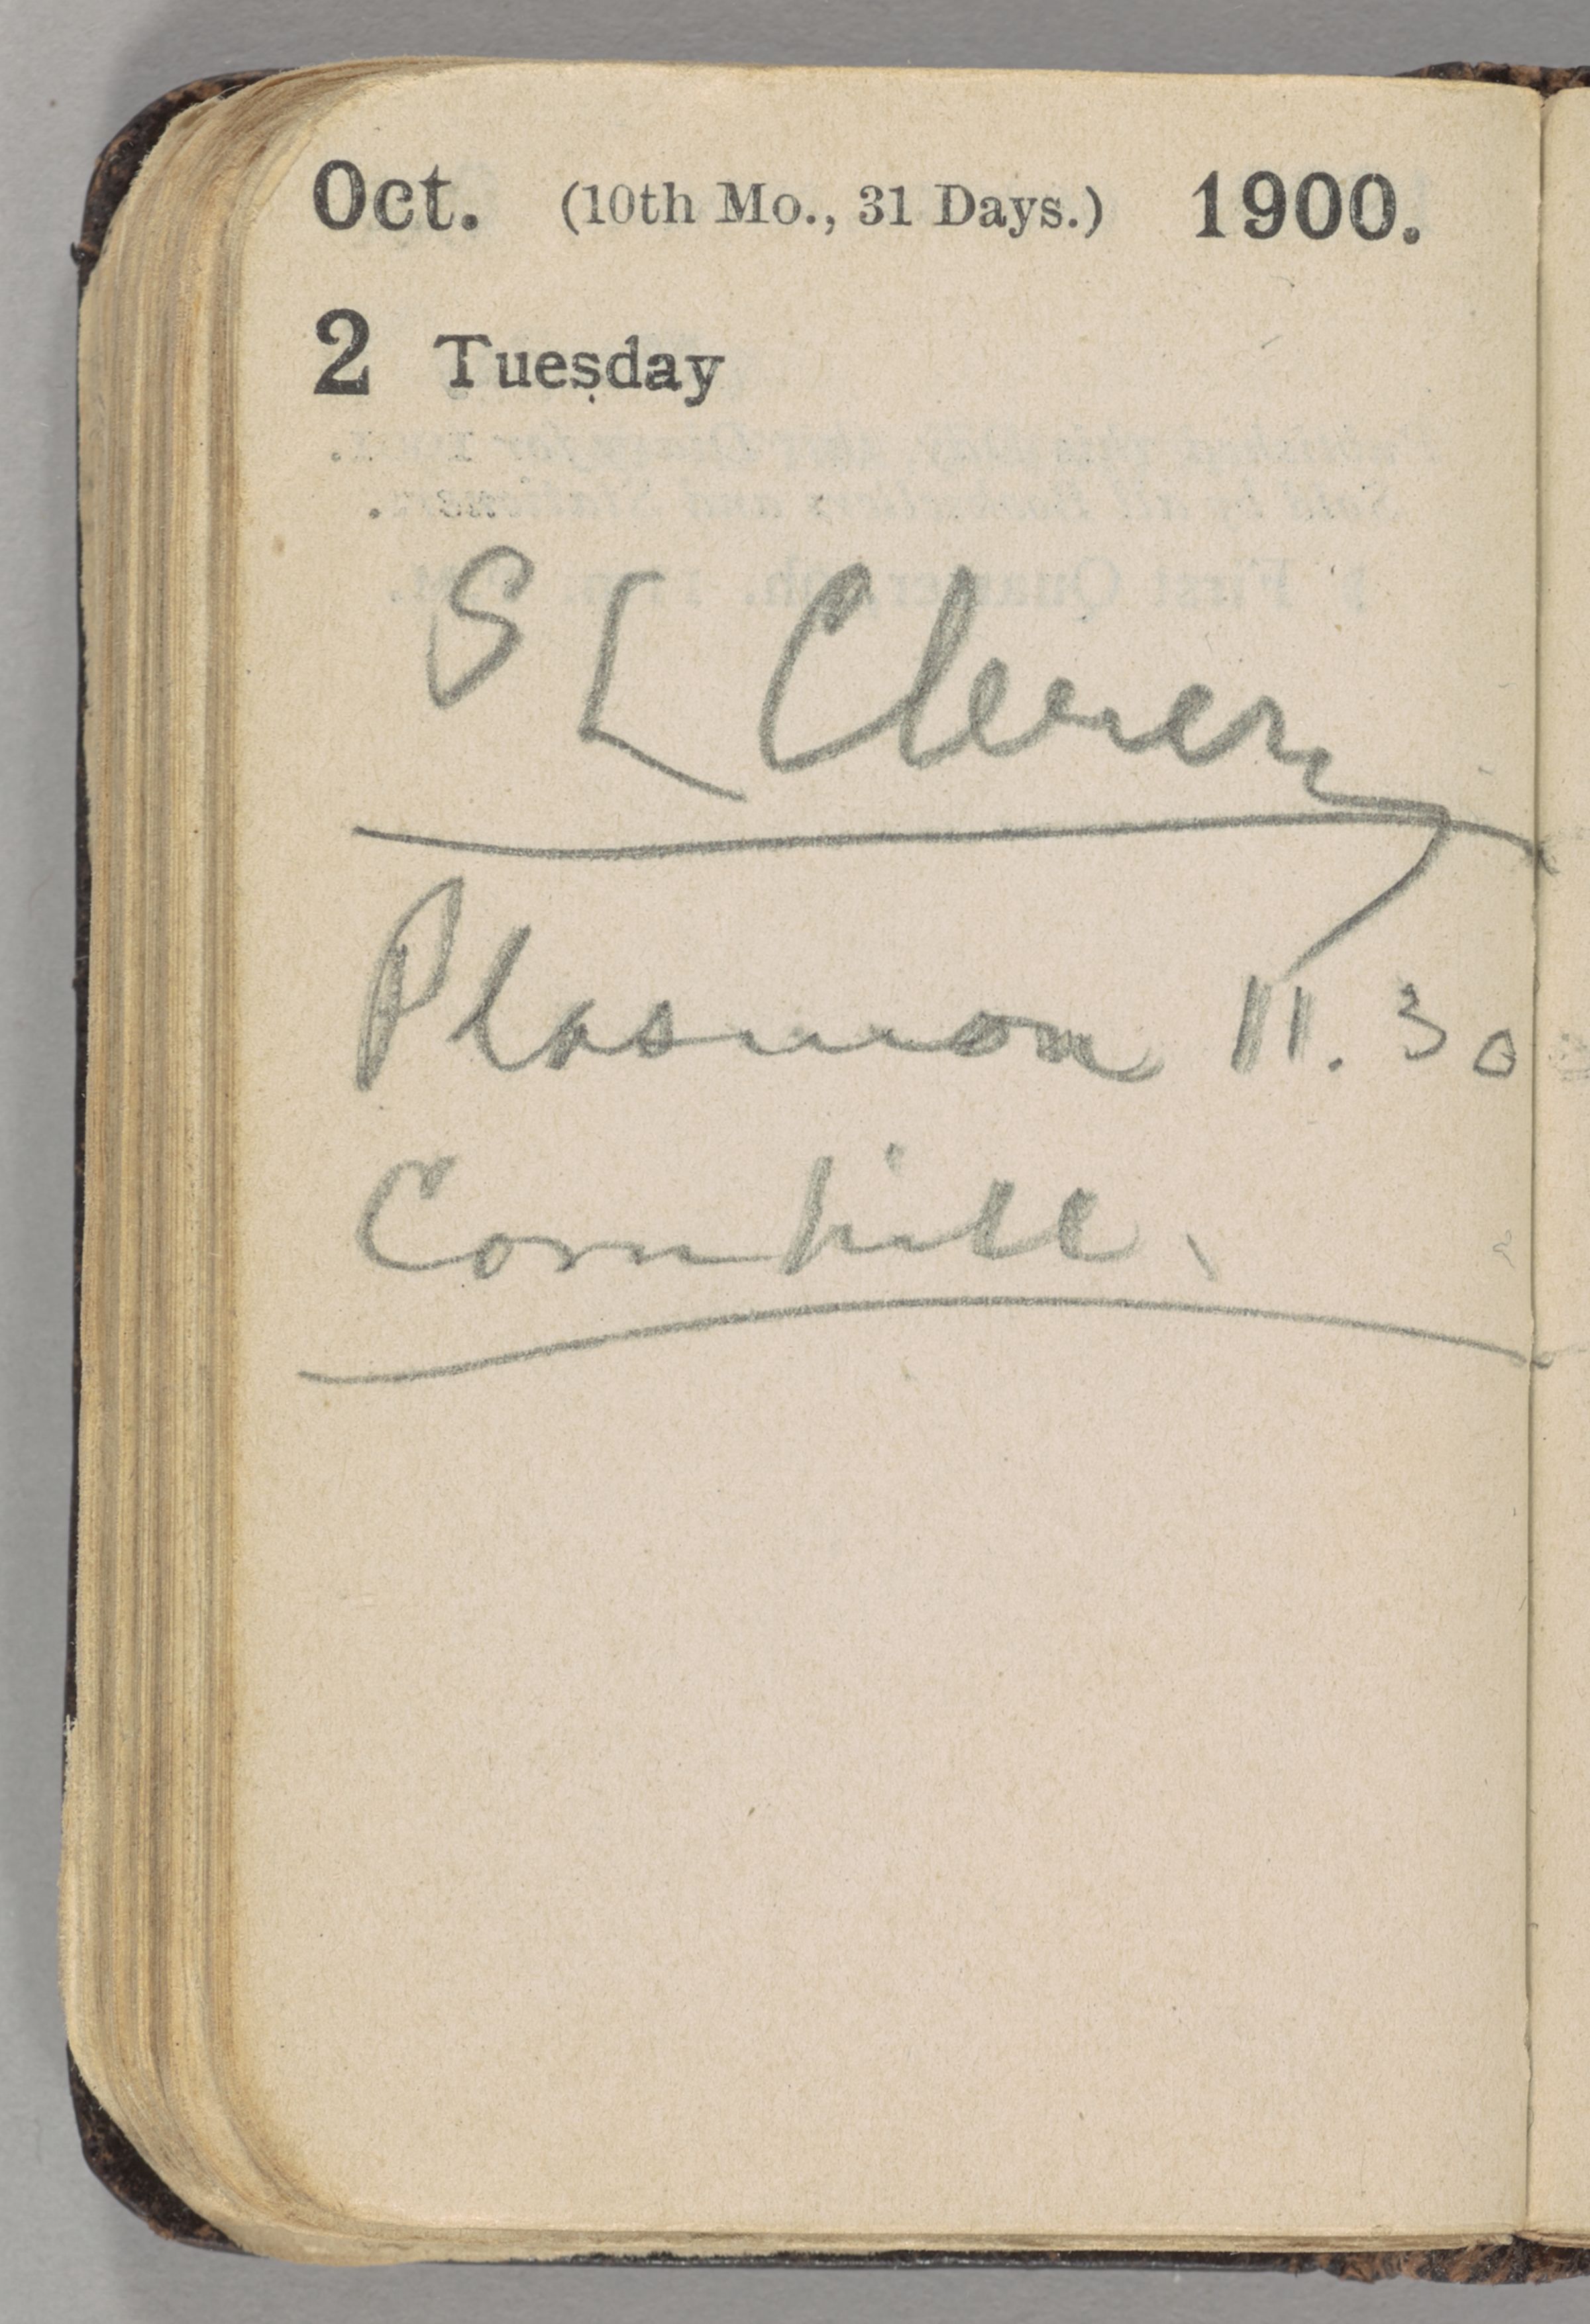 Oct. (10th Mo., 31 Days.) 1900.
2 Tuesday
S L Clemens
Plasmon 11.30
Cornhill.